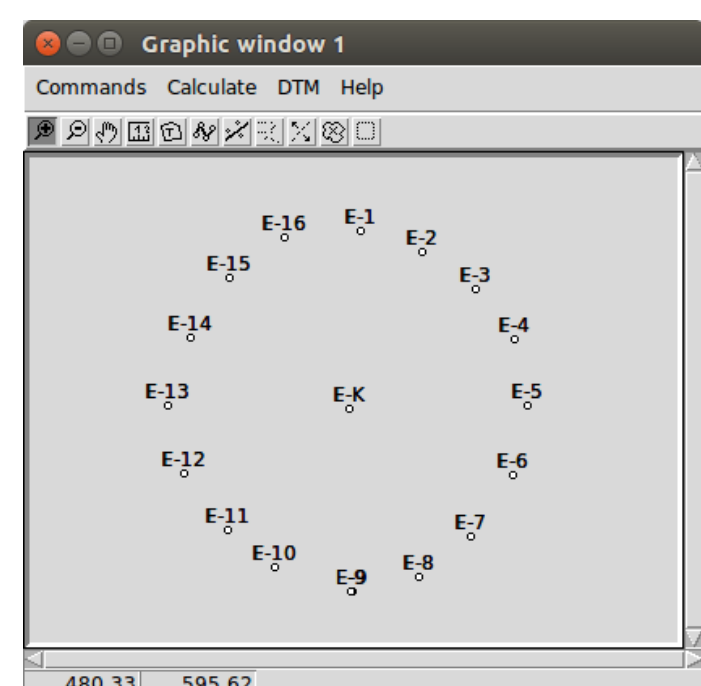 Graphic window 1
Commands Calculate DTM Help
E-16 E-1
E-2
E-15
E-3
E-14 E-4
E-13 E-K E-5
E-12 E-6
E-11 E-7
E-10 E-8
E-9
480.33 595.62